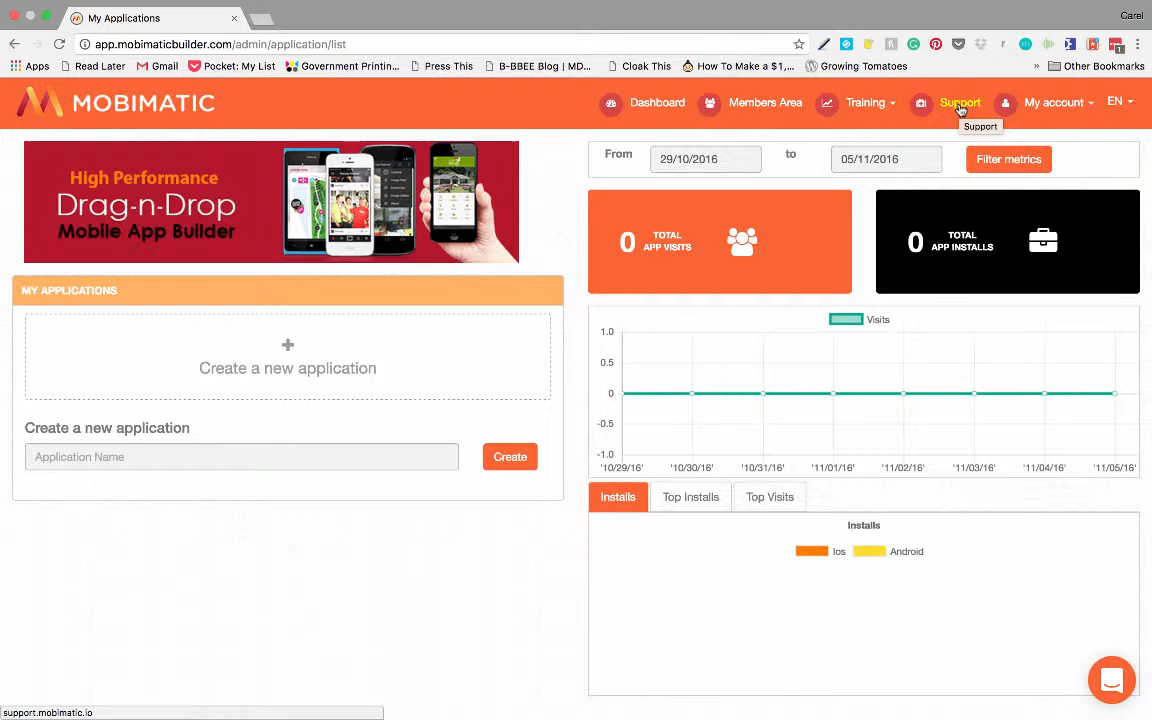 My Applications
Carel
app.mobimaticbuilder.com/admin/application/list
Apps
Read Later
Gmail
Pocket: My List
Government Printin...
Press This
B-BBEE Blog | MD...
Cloak This
How To Make a $1,...
Growing Tomatoes
»
Other Bookmarks
MOBIMATIC
Dashboard
Members Area
Training
Support
My account
EN
Support
High Performance
Drag-n-Drop
Mobile App Builder
From
29/10/2016
to
05/11/2016
Filter metrics
0
TOTAL
APP VISITS
0
TOTAL
APP INSTALLS
MY APPLICATIONS
+
Create a new application
Create a new application
Application Name
Create
Visits
1.0
0.5
0
-0.5
-1.0
'10/29/16'
'10/30/16'
'10/31/16'
'11/01/16'
'11/02/16'
'11/03/16'
'11/04/16'
'11/05/16'
Installs
Top Installs
Top Visits
Installs
Ios
Android
support.mobimatic.io